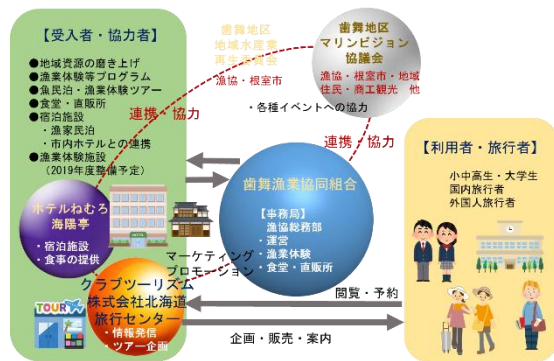 【受入者・協力者】
●地域資源の磨き上げ
●漁業体験等プログラム
●魚民泊・漁業体験ツアー
●食堂・直販所
●宿泊施設
・漁家民泊
・市内ホテルとの連携
●漁業体験施設
（2019年度整備予定）
ホテルねむろ
海陽亭
・宿泊施設
・食事の提供
TOUR
クラブツーリズム
株式会社北海道
旅行センター
・情報発信
・ツアー企画
歯舞地区
地域水産業
再生委員会
漁協・根室市
連携・協力
歯舞地区
マリンビジョン
協議会
漁協・根室市・地域
住民・商工観光　他
・各種イベントへの協力
連携・協力
歯舞漁業協同組合
【事務局】
漁協総務部
・運営
・漁業体験
・食堂・直販所
マーケティング
プロモーション
閲覧・予約
企画・販売・案内
【利用者・旅行者】
小中高生・大学生
国内旅行者
外国人旅行者